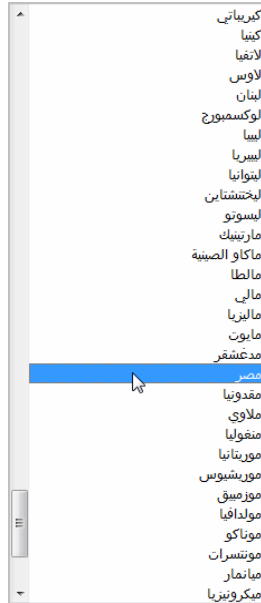 كيريباتي
كينيا
لاتفيا
لاوس
لبنان
لوكسمبورج
ليبيا
ليبيريا
ليتوانيا
ليختنشتاين
ليسوتو
مارتينيك
ماكاو الصينية
مالطا
مالي
ماليزيا
مايوت
مدغشقر
مصر
مقدونيا
ملاوي
منغوليا
موريتانيا
موريشيوس
موزمبيق
مولدافيا
موناكو
مونتسرات
ميانمار
ميكرونيزيا